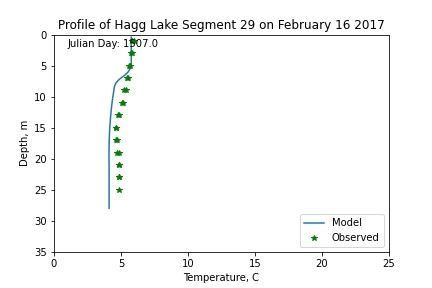 Profile of Hagg Lake Segment 29 on February 16 2017
Julian Day: 1507.0
0
5
10
15
20
25
30
35
Depth, m
0
5
10
15
20
25
Temperature, C
Model
Observed